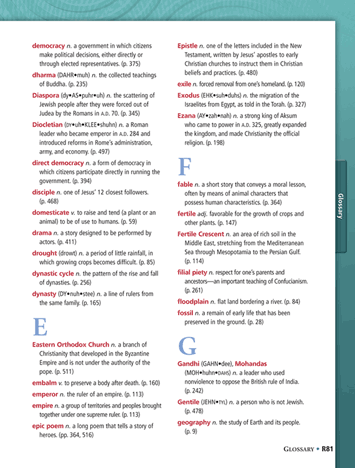 democracy n. a government in which citizens
make political decisions, either directly or
through elected representatives. (p. 375)
dharma (DAHR•muh) n. the collected teachings
of Buddha. (p. 235)
Diaspora (dy•AS•puhr•uh) n. the scattering of
Jewish people after they were forced out of
Judea by the Romans in A.D. 70. (p. 345)
Diocletian (DY•uh•KLEE•shuhn) n. a Roman
leader who became emperor in A.D. 284 and
introduced reforms in Rome's administration,
army, and economy. (p. 497)
direct democracy n. a form of democracy in
which citizens participate directly in running the
government. (p. 394)
disciple n. one of Jesus' 12 closest followers.
(p. 468)
domesticate v. to raise and tend (a plant or an
animal) to be of use to humans. (p. 59)
drama n. a story designed to be performed by
actors. (p. 411)
drought (drowt) n. a period of little rainfall, in
which growing crops becomes difficult. (p. 85)
dynastic cycle n. the pattern of the rise and fall
of dynasties. (p. 256)
dynasty (DY•nuh•stee) n. a line of rulers from
the same family. (p. 165)
E
Eastern Orthodox Church n. a branch of
Christianity that developed in the Byzantine
Empire and is not under the authority of the
pope. (p. 511)
embalm v. to preserve a body after death. (p. 160)
emperor n. the ruler of an empire. (p. 113)
empire n. a group of territories and peoples brought
together under one supreme ruler. (p. 113)
epic poem n. a long poem that tells a story of
heroes. (pp. 364, 516)
Epistle n. one of the letters included in the New
Testament, written by Jesus' apostles to early
Christian churches to instruct them in Christian
beliefs and practices. (p. 480)
exile n. forced removal from one's homeland. (p. 120)
Exodus (EHK•suh•duhs) n. the migration of the
Israelites from Egypt, as told in the Torah. (p. 327)
Ezana (AY•zah•nah) n. a strong king of Aksum
who came to power in A.D. 325, greatly expanded
the kingdom, and made Christianity the official
religion. (p. 198)
F
fable n. a short story that conveys a moral lesson,
often by means of animal characters that
possess human characteristics. (p. 364)
fertile adj. favorable for the growth of crops and
other plants. (p. 147)
Fertile Crescent n. an area of rich soil in the
Middle East, stretching from the Mediterranean
Sea through Mesopotamia to the Persian Gulf.
(p. 114)
filial piety n. respect for one's parents and
ancestors—an important teaching of Confucianism.
(p. 261)
floodplain n. flat land bordering a river. (p. 84)
fossil n. a remain of early life that has been
preserved in the ground. (p. 28)
G
Gandhi (GAHN•dee), Mohandas
(MOH•huhn•DAHS) n. a leader who used
nonviolence to oppose the British rule of India.
(p. 242)
Gentile (JEHN•TYL) n. a person who is not Jewish.
(p. 478)
geography n. the study of Earth and its people.
(p. 9)
Glossary
GLOSSARY • R81